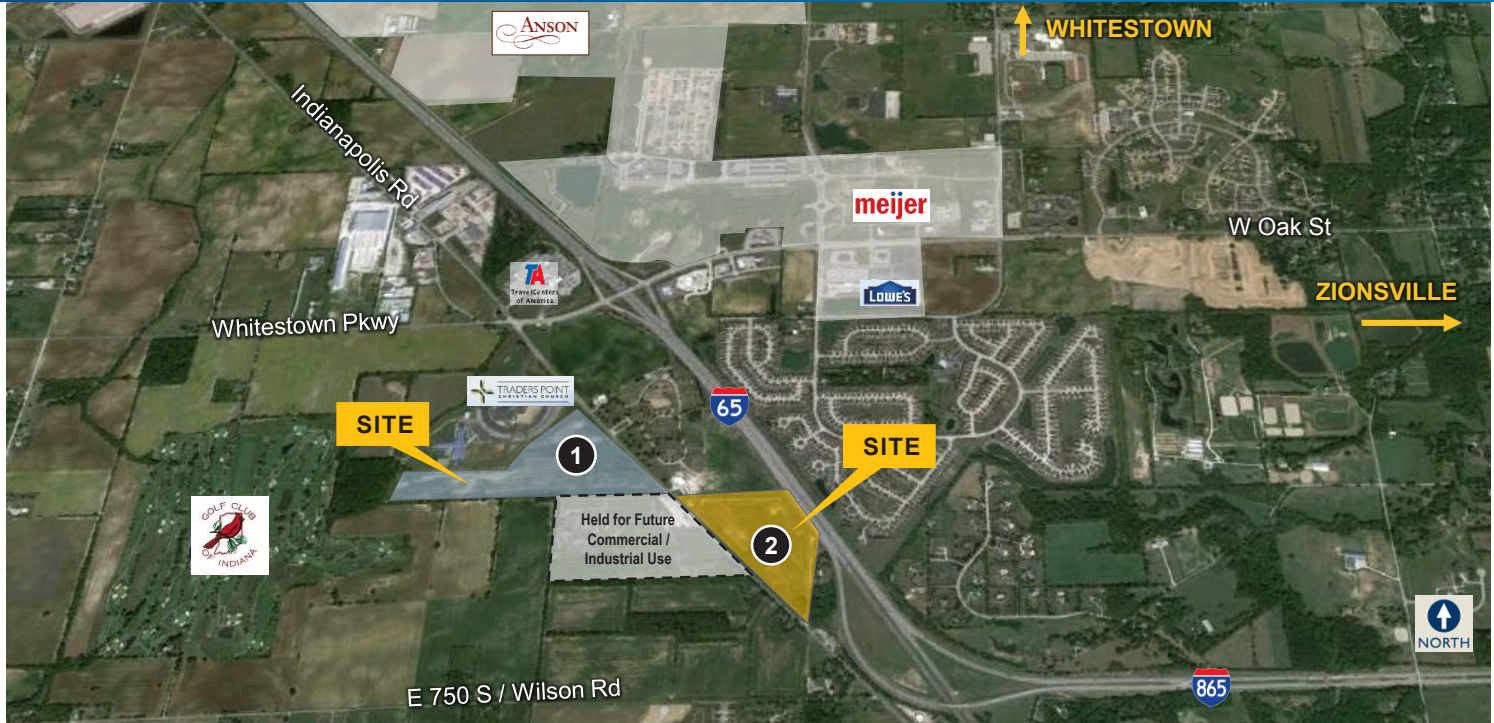 ANSON
WHITESTOWN
Indianapolis Rd
meijer
W Oak St
TA
TravelCenters
of America
LOWE'S
ZIONSVILLE
Whitestown Pkwy
TRADERS POINT
CHRISTIAN CHURCH
65
SITE
SITE
1
GOLF CLUB
OF INDIANA
Held for Future
Commercial /
Industrial Use
2
NORTH
E 750 S / Wilson Rd
865